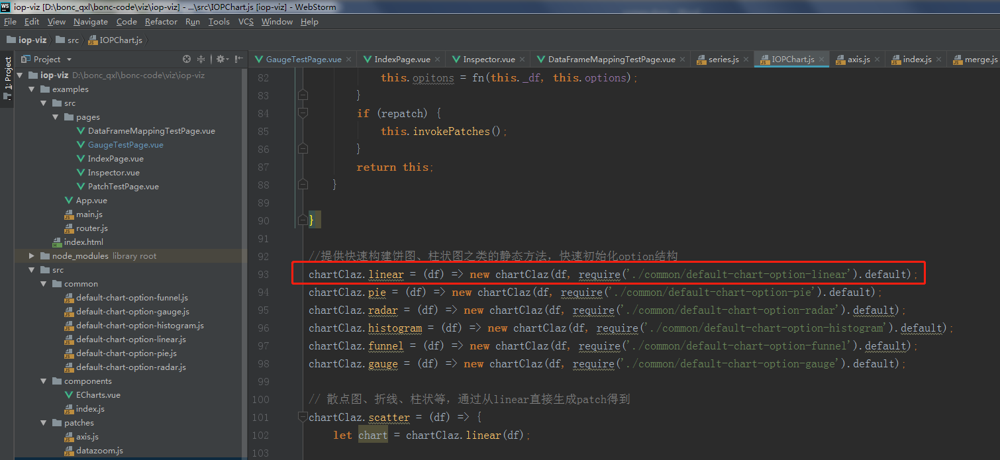 iop-viz [D:\bonc_qxl\bonc-code\viz\iop-viz] - ...\src\IOPChart.js [iop-viz] - WebStorm
File Edit View Navigate Code Refactor Run Tools VCS Window Help
iop-viz src IOPChart.js
1: Project
Project
GaugeTestPage.vue IndexPage.vue Inspector.vue DataFrameMappingTestPage.vue series.js IOPChart.js axis.js index.js merge.js
iop-viz D:\bonc_qxl\bonc-code\viz\iop-viz
examples
src
pages
DataFrameMappingTestPage.vue
GaugeTestPage.vue
IndexPage.vue
Inspector.vue
PatchTestPage.vue
App.vue
main.js
router.js
index.html
node_modules library root
src
common
default-chart-option-funnel.js
default-chart-option-gauge.js
default-chart-option-histogram.js
default-chart-option-linear.js
default-chart-option-pie.js
default-chart-option-radar.js
components
ECharts.vue
index.js
patches
axis.js
datazoom.js
82 this.opitons = fn(this._df, this.options);
83 }
84 if (repatch) {
85 this.invokePatches();
86 }
87 return this;
88 }
89
90 }
91
92 //提供快速构建饼图、柱状图之类的静态方法，快速初始化option结构
93 chartClaz.linear = (df) => new chartClaz(df, require('./common/default-chart-option-linear').default);
94 chartClaz.pie = (df) => new chartClaz(df, require('./common/default-chart-option-pie').default);
95 chartClaz.radar = (df) => new chartClaz(df, require('./common/default-chart-option-radar').default);
96 chartClaz.histogram = (df) => new chartClaz(df, require('./common/default-chart-option-histogram').default);
97 chartClaz.funnel = (df) => new chartClaz(df, require('./common/default-chart-option-funnel').default);
98 chartClaz.gauge = (df) => new chartClaz(df, require('./common/default-chart-option-gauge').default);
99
100 // 散点图、折线、柱状等，通过从linear直接生成patch得到
101 chartClaz.scatter = (df) => {
102 let chart = chartClaz.linear(df);
103